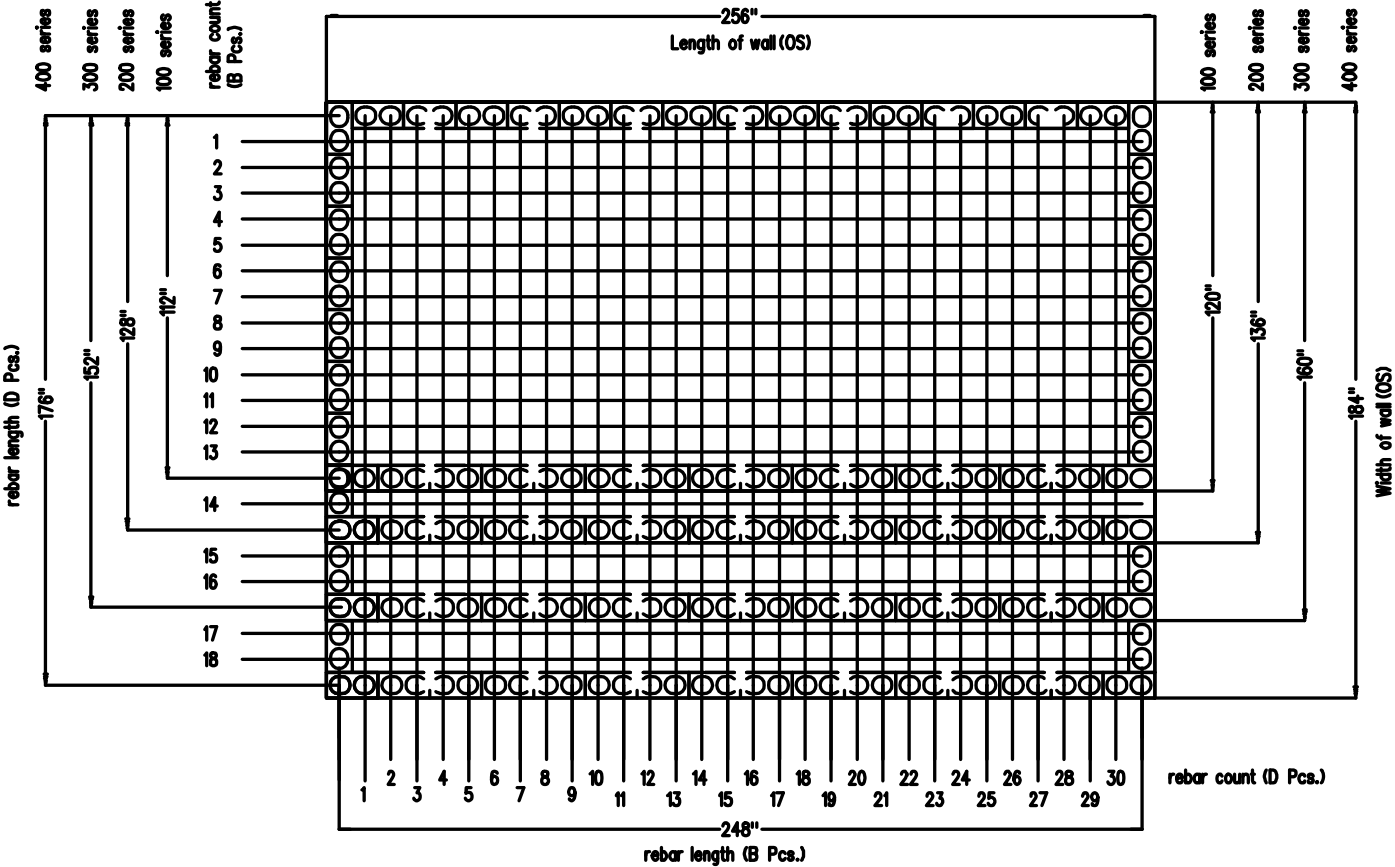 400 series
300 series
200 series
100 series
rebar count
(B Pcs.)
256"
Length of wall (OS)
100 series
200 series
300 series
400 series
1
2
3
4
5
6
7
8
9
10
11
12
13
14
15
16
17
18
112"
128"
152"
176"
rebar length (D Pcs.)
120"
136"
160"
184"
Width of wall (OS)
2 4 6 8 10 12 14 16 18 20 22 24 26 28 30
rebar count (D Pcs.)
1 3 5 7 9 11 13 15 17 19 21 23 25 27 29
248"
rebar length (B Pcs.)